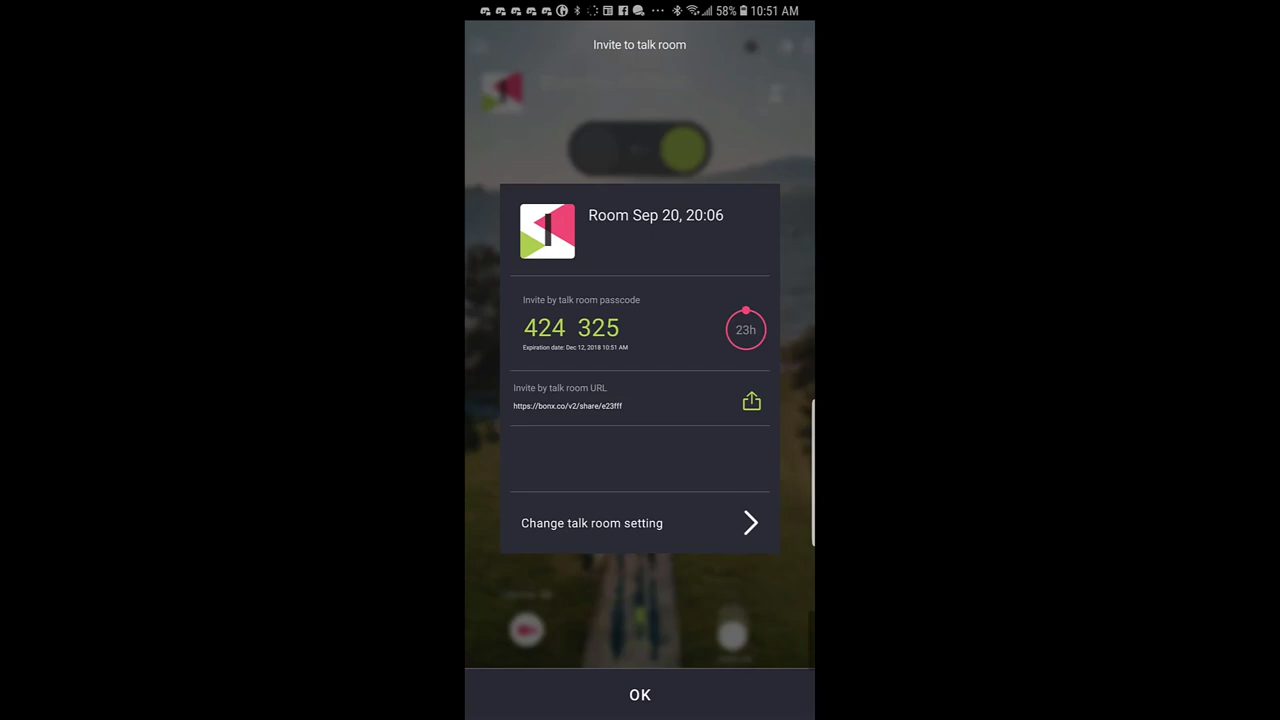 58% 10:51 AM
Invite to talk room
Room Sep 20, 20:06
Invite by talk room passcode
424 325
23h
Expiration date: Dec 12, 2018 10:51 AM
Invite by talk room URL
https://bonx.co/v2/share/e23fff
Change talk room setting
OK